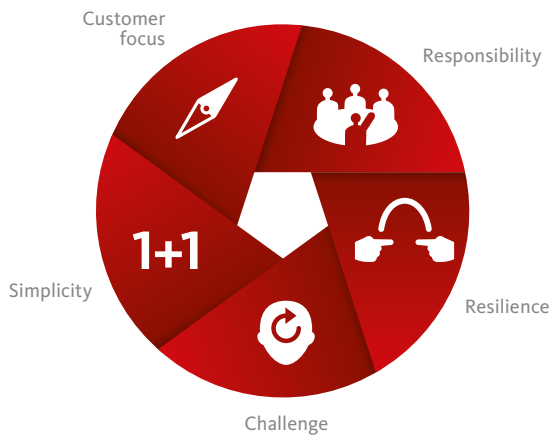 Customer
focus
Responsibility
1+1
Simplicity
Resilience
Challenge